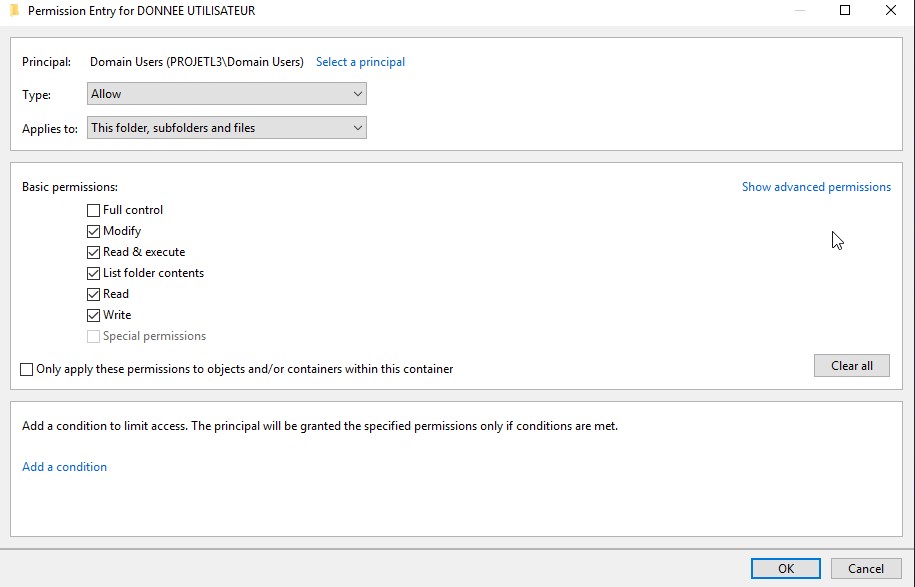 Permission Entry for DONNEE UTILISATEUR
Principal: Domain Users (PROJETL3\Domain Users) Select a principal
Type: Allow
Applies to: This folder, subfolders and files
Basic permissions: Show advanced permissions
Full control
Modify
Read & execute
List folder contents
Read
Write
Special permissions
Only apply these permissions to objects and/or containers within this container Clear all
Add a condition to limit access. The principal will be granted the specified permissions only if conditions are met.
Add a condition
OK Cancel